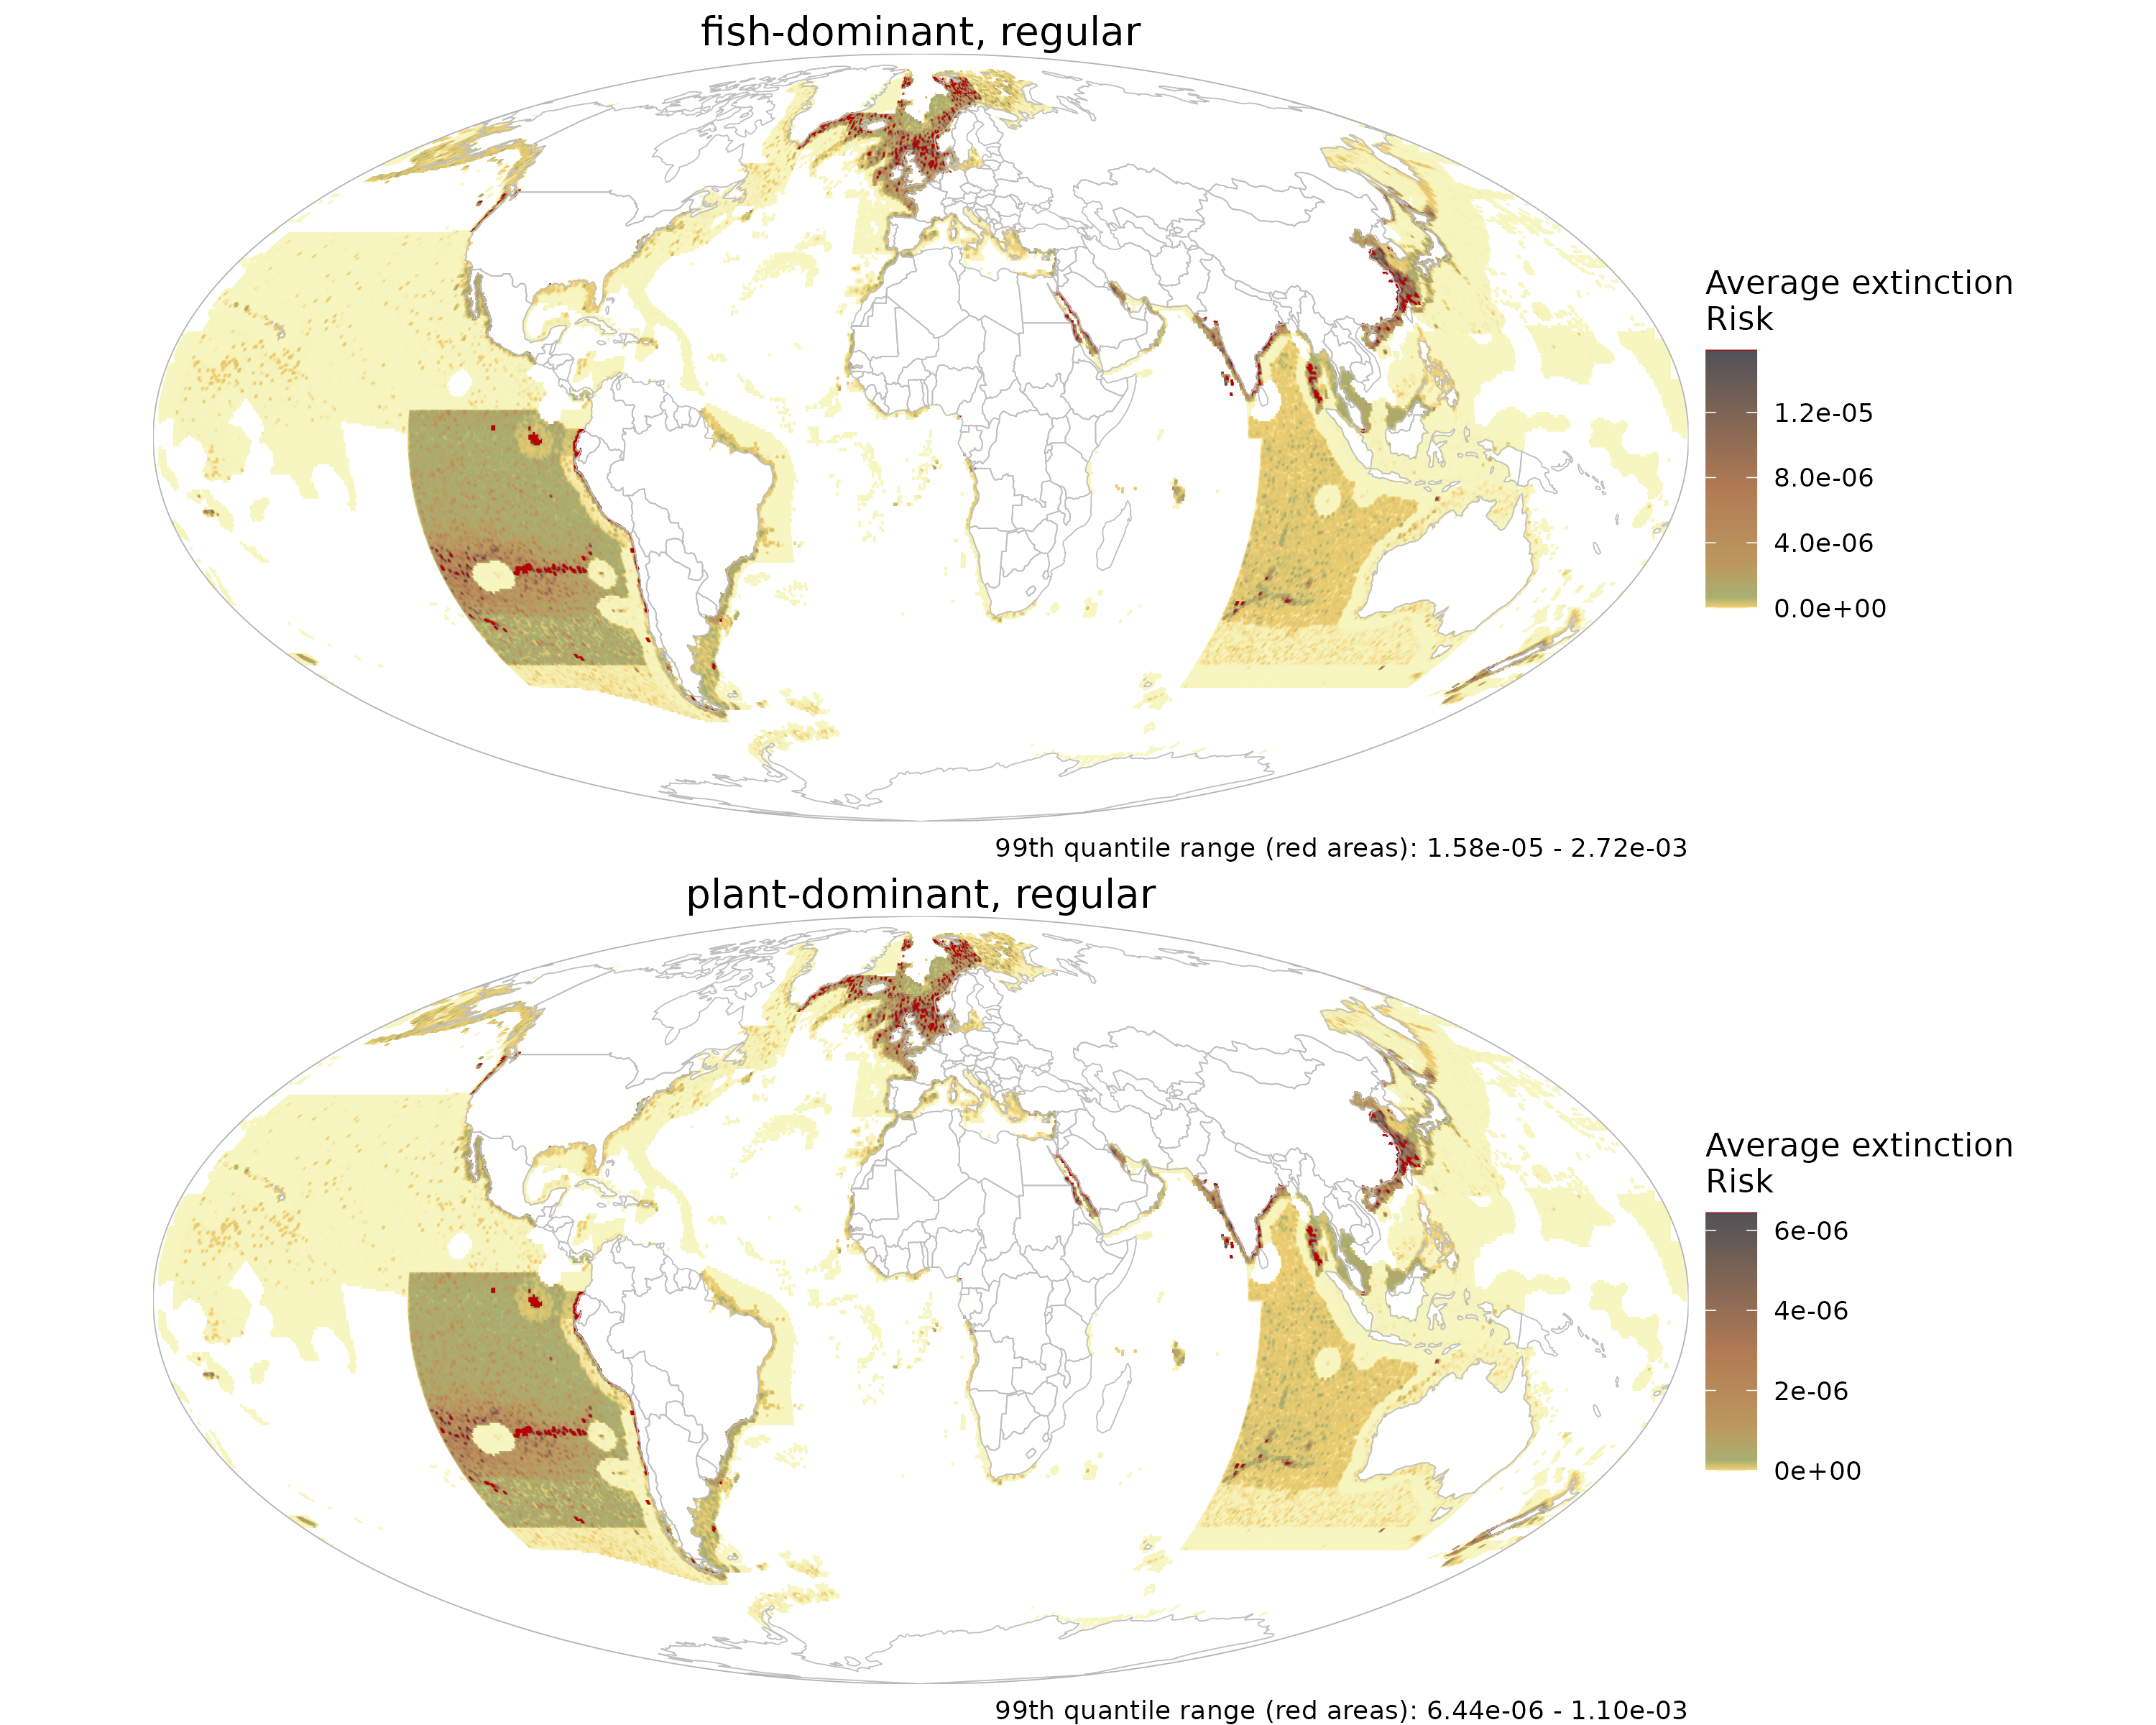 fish-dominant, regular
Average extinction
Risk
1.2e-05
8.0e-06
4.0e-06
0.0e+00
99th quantile range (red areas): 1.58e-05 - 2.72e-03
plant-dominant, regular
Average extinction
Risk
6e-06
4e-06
2e-06
0e+00
99th quantile range (red areas): 6.44e-06 - 1.10e-03